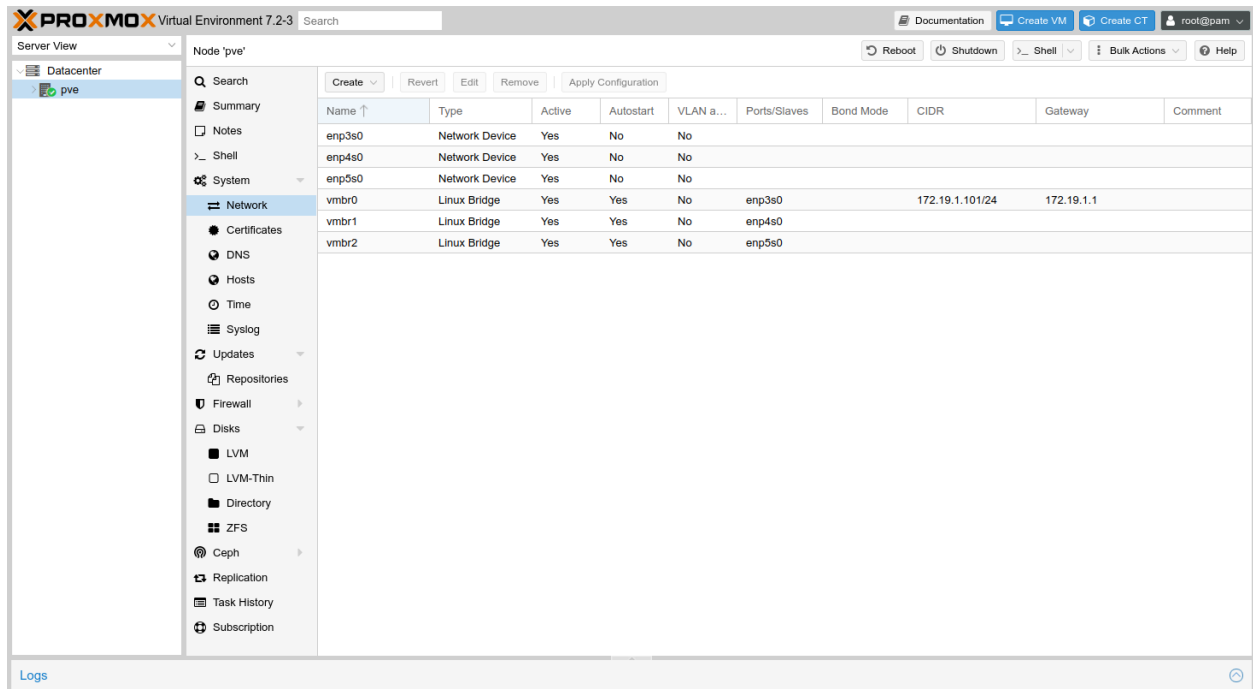 PROXMOX Virtual Environment 7.2-3 Search Documentation Create VM Create CT root@pam
Server View
Datacenter
pve
Node 'pve' Reboot Shutdown >_ Shell Bulk Actions Help
Search
Summary
Notes
>_ Shell
System
Network
Certificates
DNS
Hosts
Time
Syslog
Updates
Repositories
Firewall
Disks
LVM
LVM-Thin
Directory
ZFS
Ceph
Replication
Task History
Subscription
Create Revert Edit Remove Apply Configuration
Name ↑ Type Active Autostart VLAN a... Ports/Slaves Bond Mode CIDR Gateway Comment
enp3s0 Network Device Yes No No
enp4s0 Network Device Yes No No
enp5s0 Network Device Yes No No
vmbr0 Linux Bridge Yes Yes No enp3s0 172.19.1.101/24 172.19.1.1
vmbr1 Linux Bridge Yes Yes No enp4s0
vmbr2 Linux Bridge Yes Yes No enp5s0
Logs